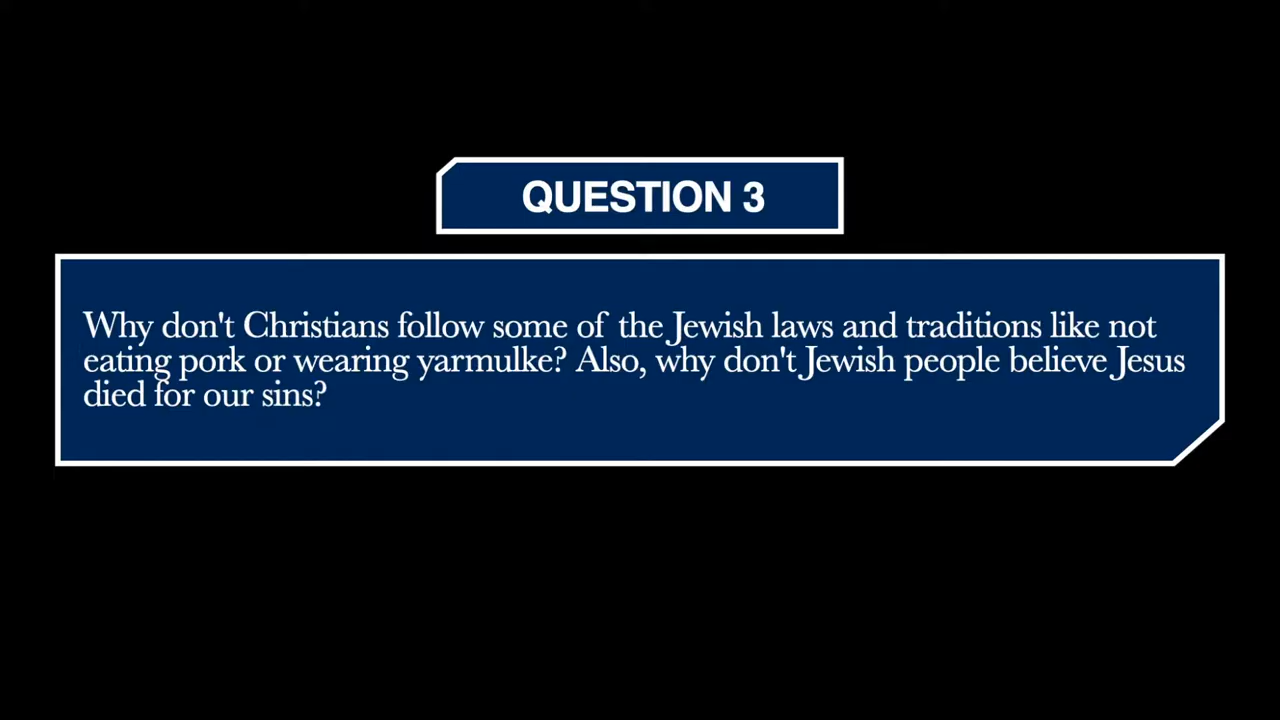 QUESTION 3
Why don't Christians follow some of the Jewish laws and traditions like not
eating pork or wearing yarmulke? Also, why don't Jewish people believe Jesus
died for our sins?